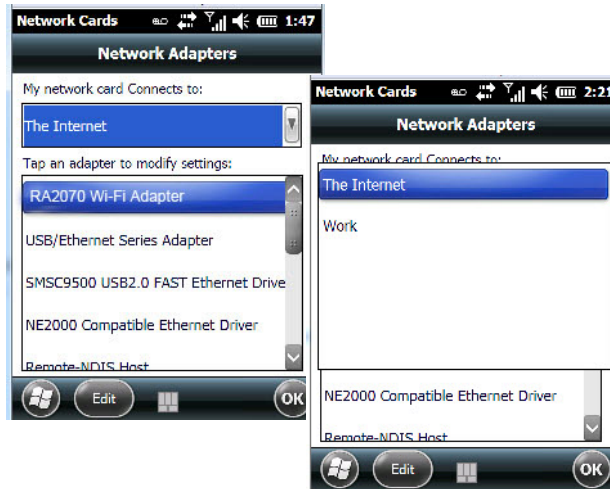 Network Cards 1:47
Network Adapters
My network card Connects to:
The Internet
Tap an adapter to modify settings:
RA2070 Wi-Fi Adapter
USB/Ethernet Series Adapter
SMSC9500 USB2.0 FAST Ethernet Drive
NE2000 Compatible Ethernet Driver
Remote-NDIS Host
Edit OK
Network Cards 2:21
Network Adapters
My network card Connects to:
The Internet
Work
NE2000 Compatible Ethernet Driver
Remote-NDIS Host
Edit OK